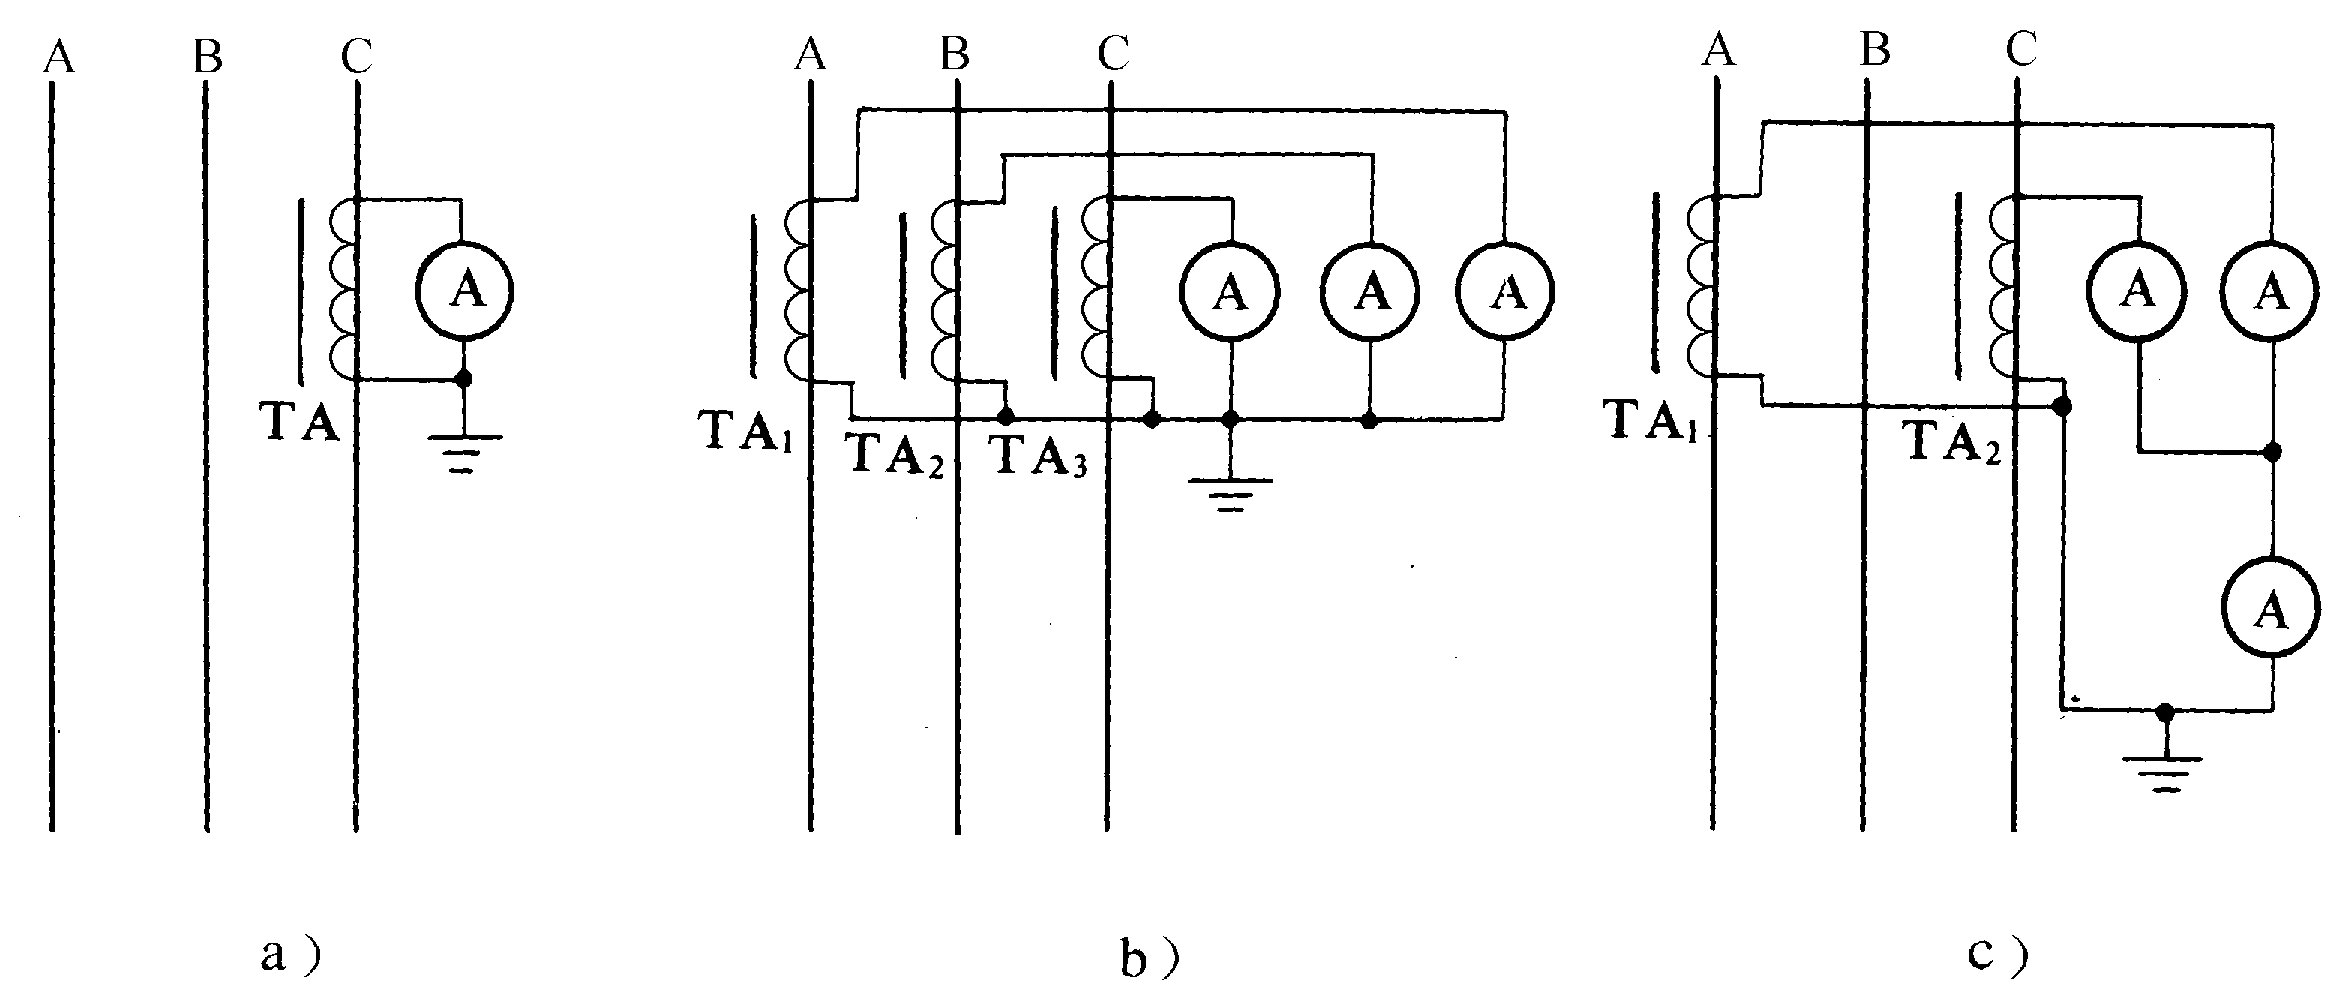 A B C
A B C
A B C
A
A A A
A A
TA
TA₁ TA₂ TA₃
TA₁ TA₂
A
a)
b)
c)